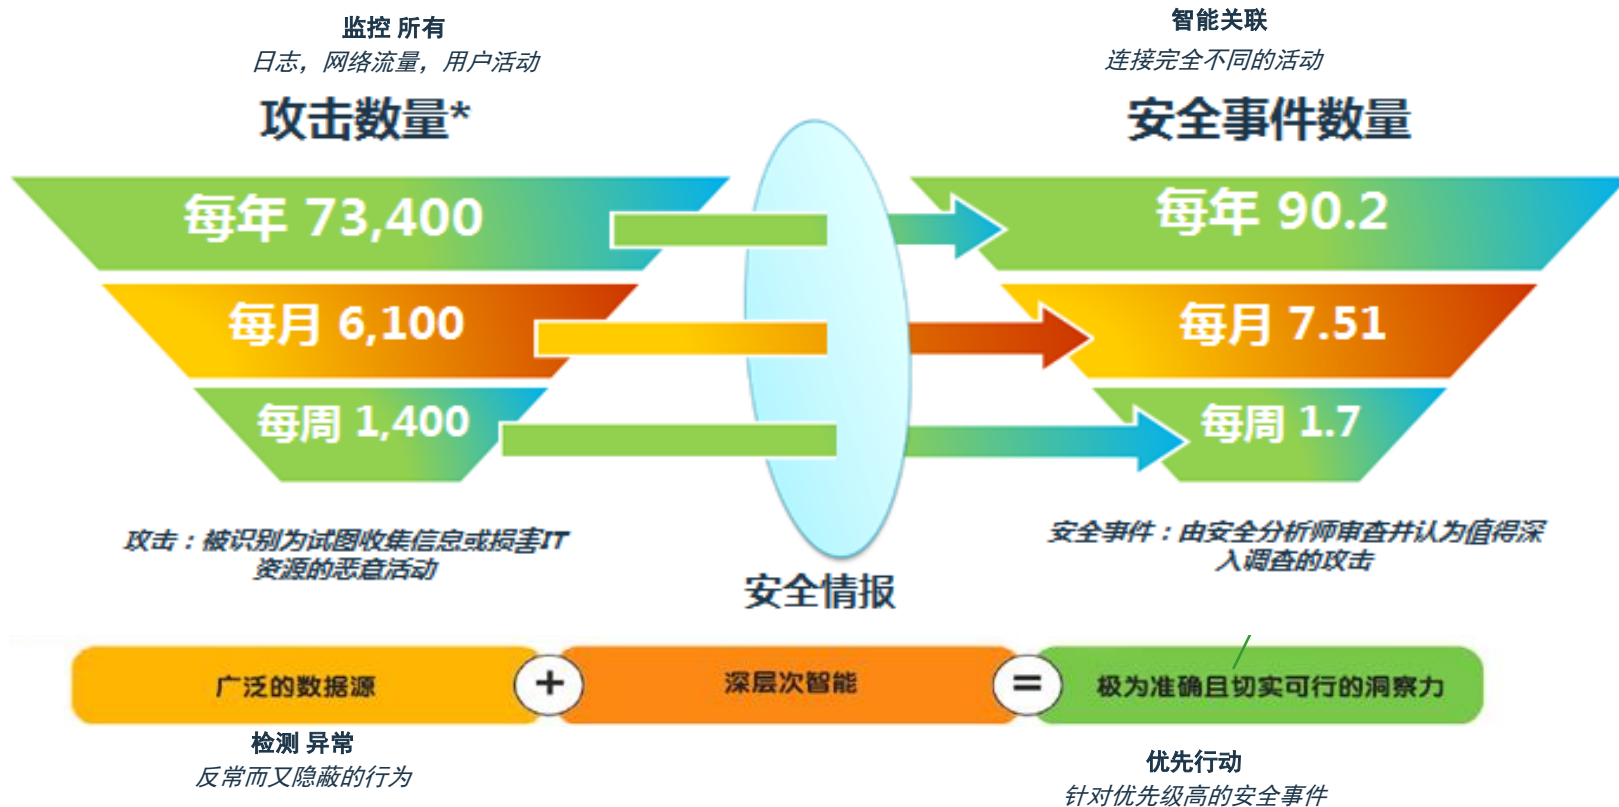 监控 所有
日志，网络流量，用户活动
攻击数量*
每年 73,400
每月 6,100
每周 1,400
攻击：被识别为试图收集信息或损害IT
资源的恶意活动
智能关联
连接完全不同的活动
安全事件数量
每年 90.2
每月 7.51
每周 1.7
安全事件：由安全分析师审查并认为值得深
入调查的攻击
安全情报
广泛的数据源
+
深层次智能
=
极为准确且切实可行的洞察力
检测 异常
反常而又隐蔽的行为
优先行动
针对优先级高的安全事件